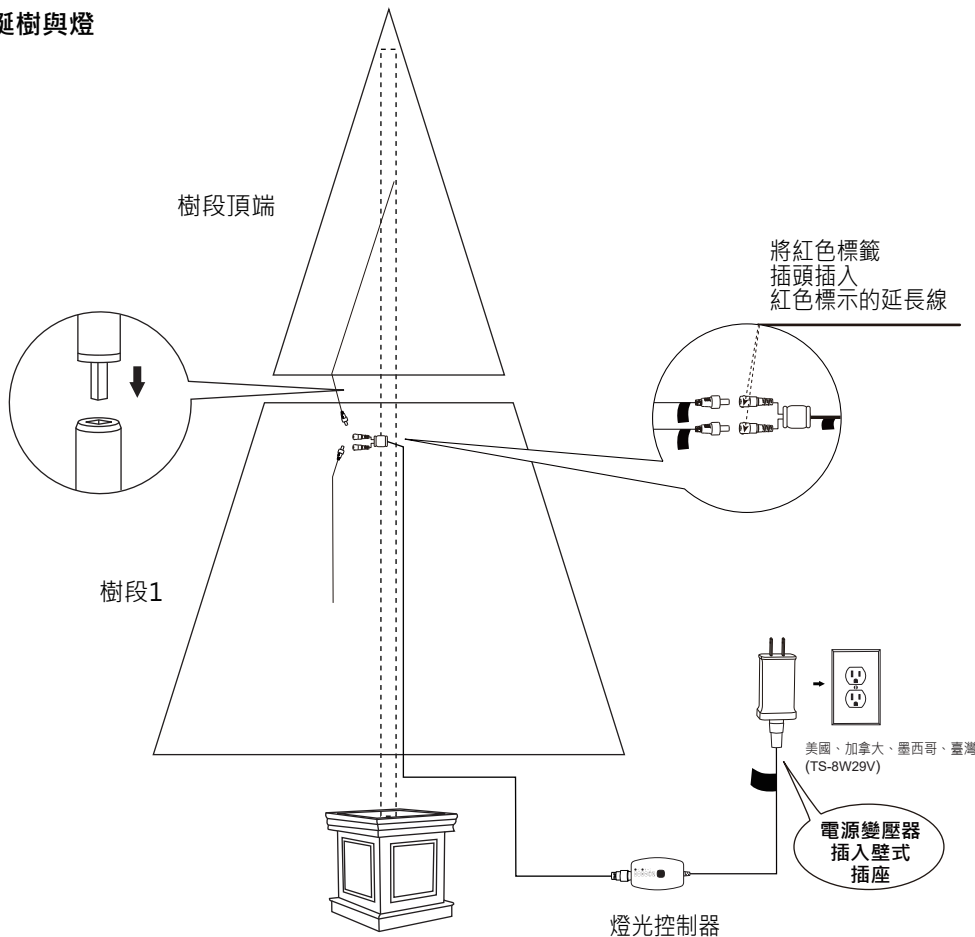 誕樹與燈
樹段頂端
將紅色標籤
插頭插入
紅色標示的延長線
樹段1
美國、加拿大、墨西哥、臺灣
(TS-8W29V)
電源變壓器
插入壁式
插座
燈光控制器